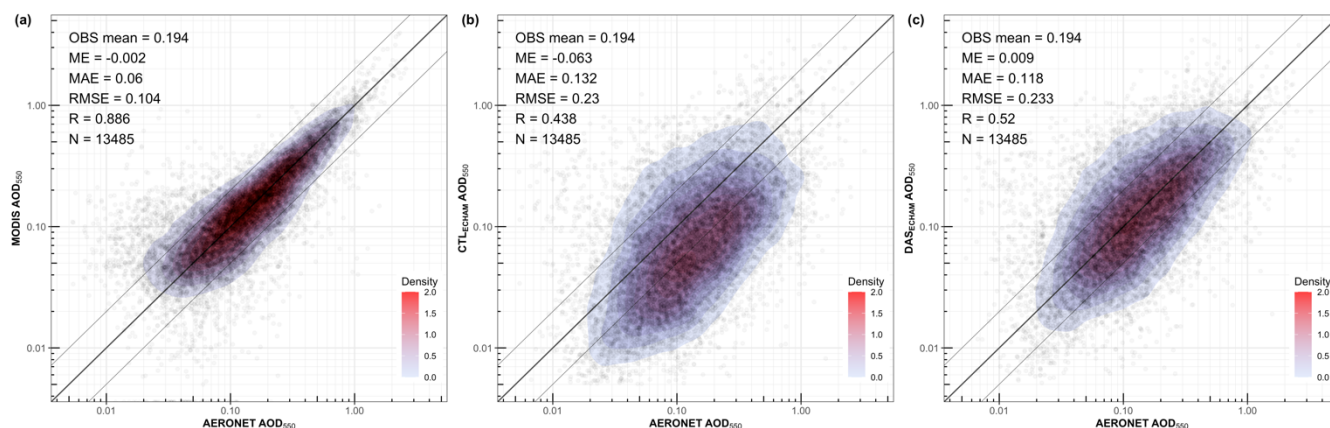 (a)
OBS mean = 0.194
ME = -0.002
MAE = 0.06
RMSE = 0.104
R = 0.886
N = 13485
1.00
0.10
0.01
MODIS AOD550
Density
2.0
1.5
1.0
0.5
0.0
0.01 0.10 1.00
AERONET AOD550
(b)
OBS mean = 0.194
ME = -0.063
MAE = 0.132
RMSE = 0.23
R = 0.438
N = 13485
1.00
0.10
0.01
CTLECHAM AOD550
Density
2.0
1.5
1.0
0.5
0.0
0.01 0.10 1.00
AERONET AOD550
(c)
OBS mean = 0.194
ME = 0.009
MAE = 0.118
RMSE = 0.233
R = 0.52
N = 13485
1.00
0.10
0.01
DASECHAM AOD550
Density
2.0
1.5
1.0
0.5
0.0
0.01 0.10 1.00
AERONET AOD550